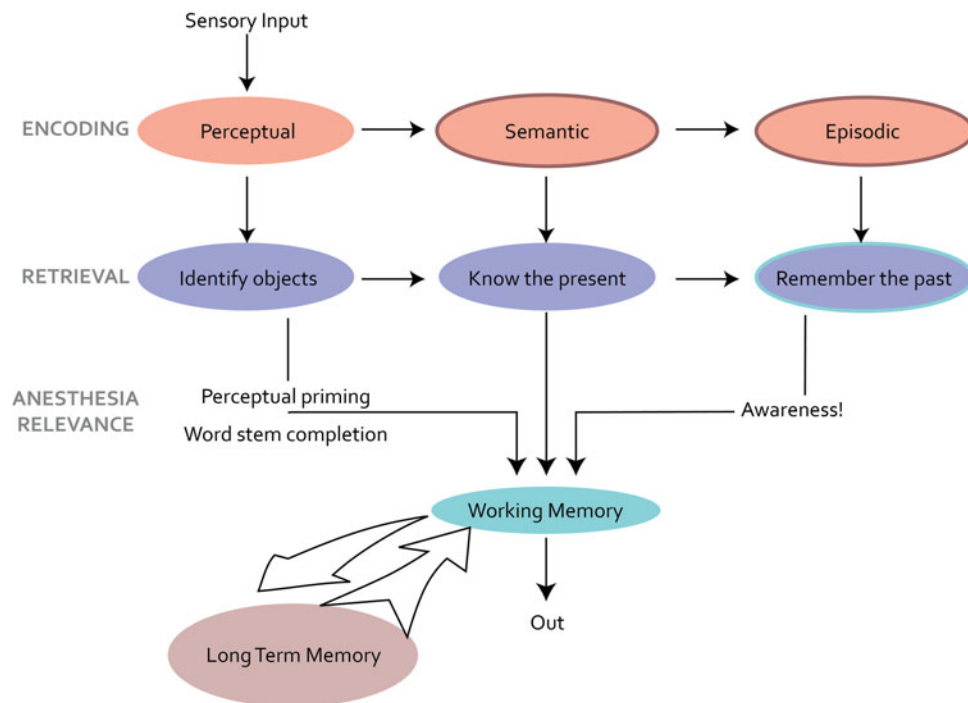 Sensory Input
ENCODING
Perceptual
Semantic
Episodic
RETRIEVAL
Identify objects
Know the present
Remember the past
ANESTHESIA
RELEVANCE
Perceptual priming
Word stem completion
Awareness!
Working Memory
Out
Long Term Memory